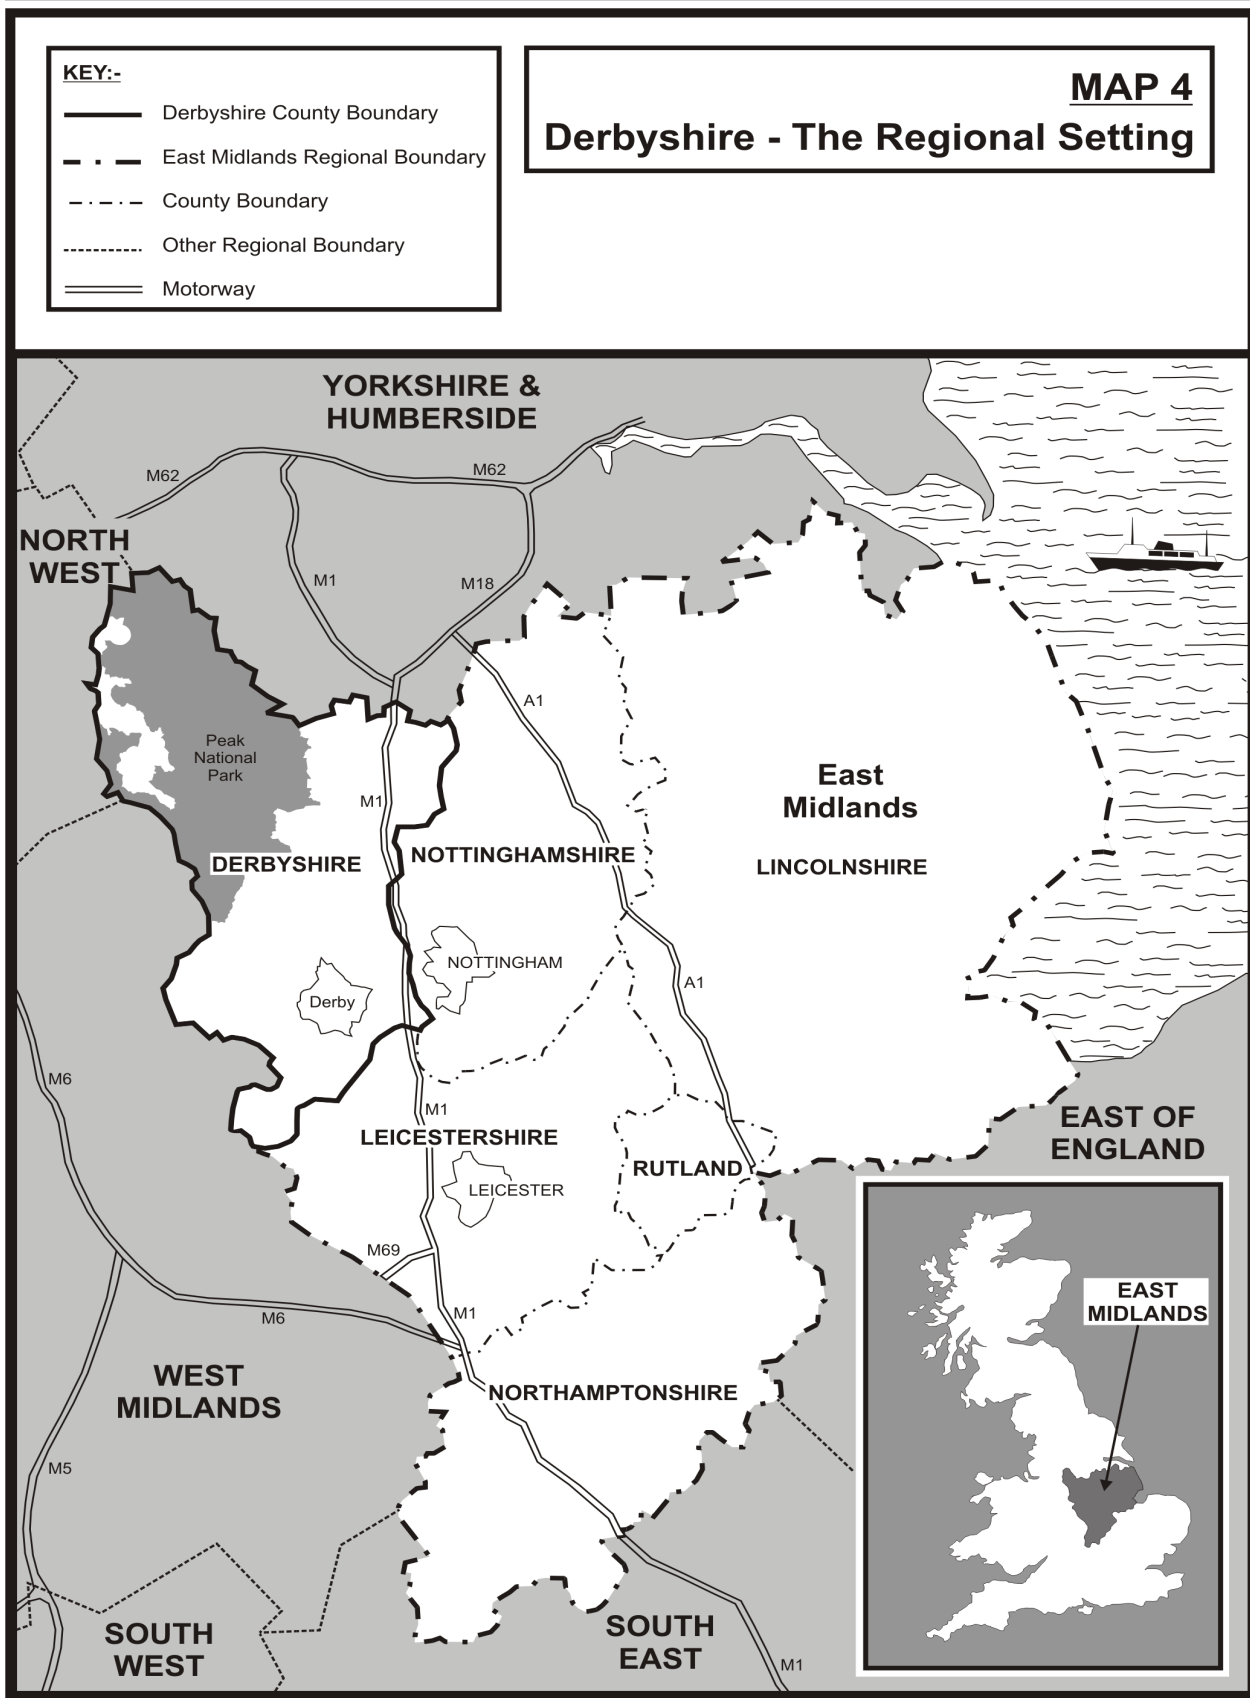 KEY:-
Derbyshire County Boundary
East Midlands Regional Boundary
County Boundary
Other Regional Boundary
Motorway
MAP 4
Derbyshire - The Regional Setting
YORKSHIRE &
HUMBERSIDE
M62
M62
NORTH
WEST
M1
M18
A1
Peak
National
Park
M1
East
Midlands
DERBYSHIRE
NOTTINGHAMSHIRE
LINCOLNSHIRE
NOTTINGHAM
Derby
A1
M6
M1
LEICESTERSHIRE
EAST OF
ENGLAND
RUTLAND
LEICESTER
M69
M6
M1
EAST
MIDLANDS
WEST
MIDLANDS
NORTHAMPTONSHIRE
M5
SOUTH
WEST
SOUTH
EAST
M1